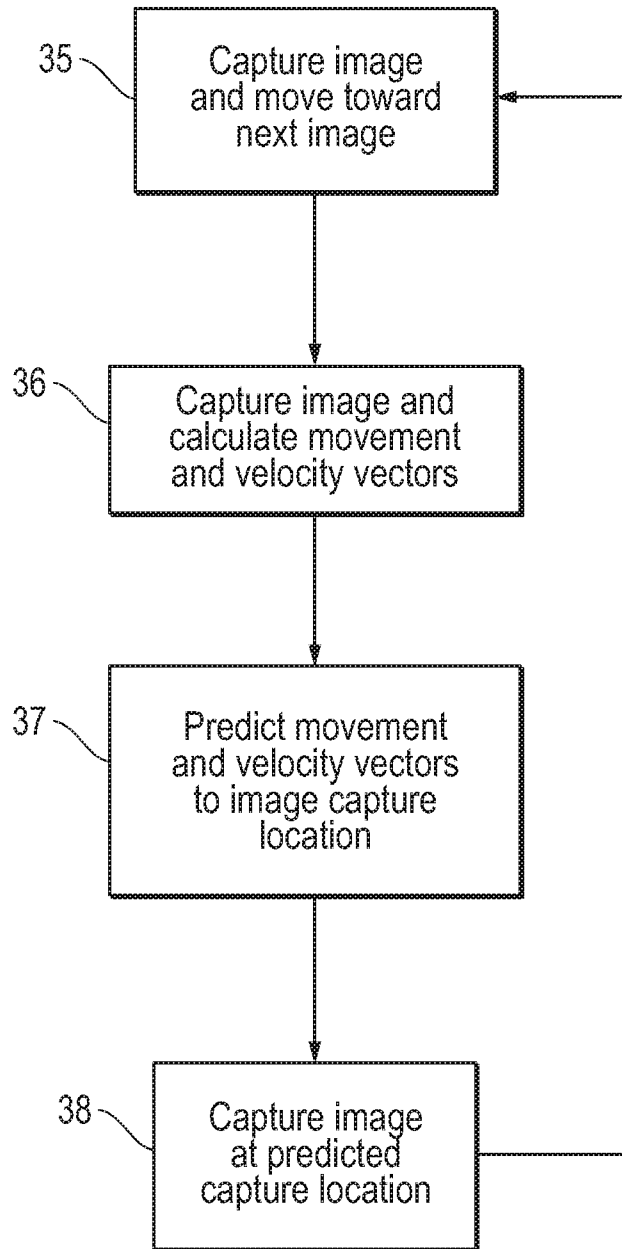 35
Capture image
and move toward
next image
36
Capture image and
calculate movement
and velocity vectors
37
Predict movement
and velocity vectors
to image capture
location
38
Capture image
at predicted
capture location